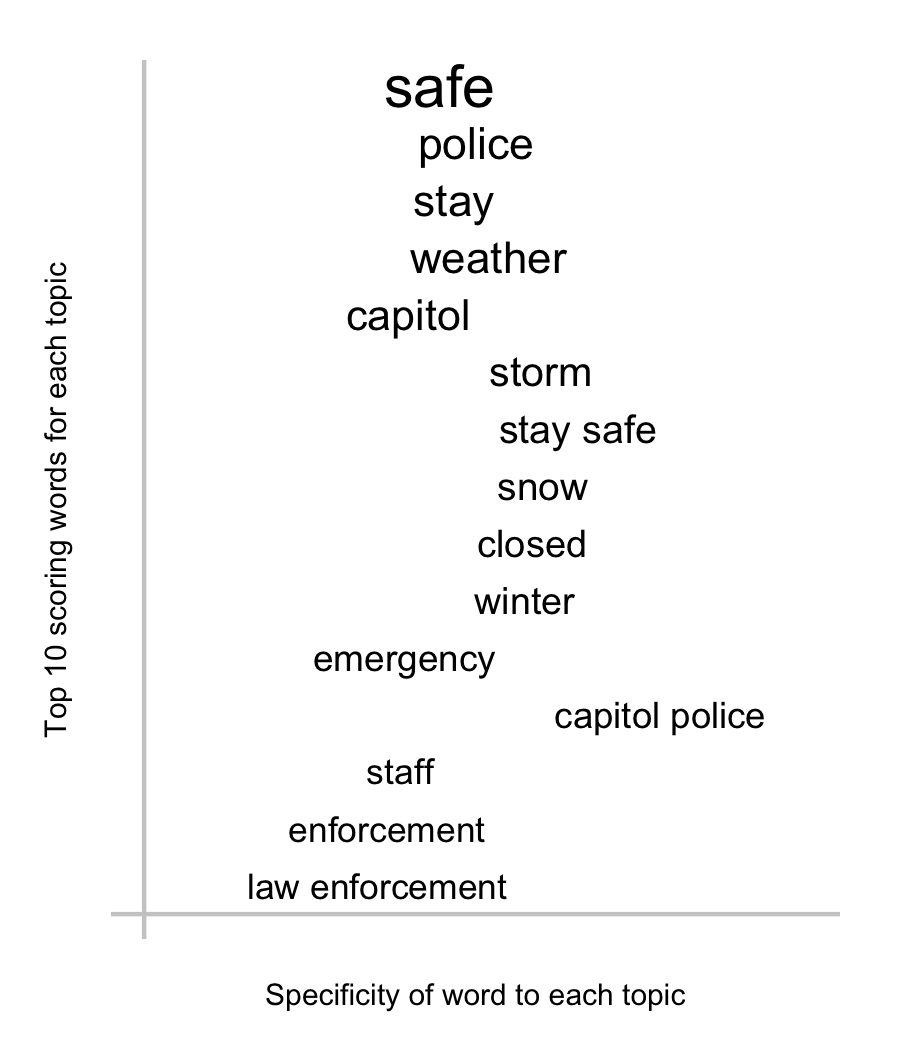 safe
police
stay
weather
capitol
storm
stay safe
snow
closed
winter
emergency
capitol police
staff
enforcement
law enforcement
Top 10 scoring words for each topic
Specificity of word to each topic